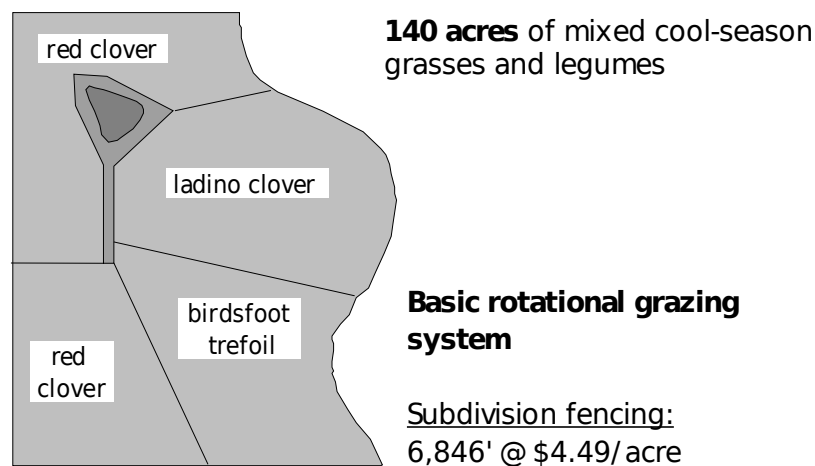 140 acres of mixed cool-season
grasses and legumes
red clover
ladino clover
birdsfoot
trefoil
red
clover
Basic rotational grazing
system
Subdivision fencing:
6,846' @ $4.49/acre